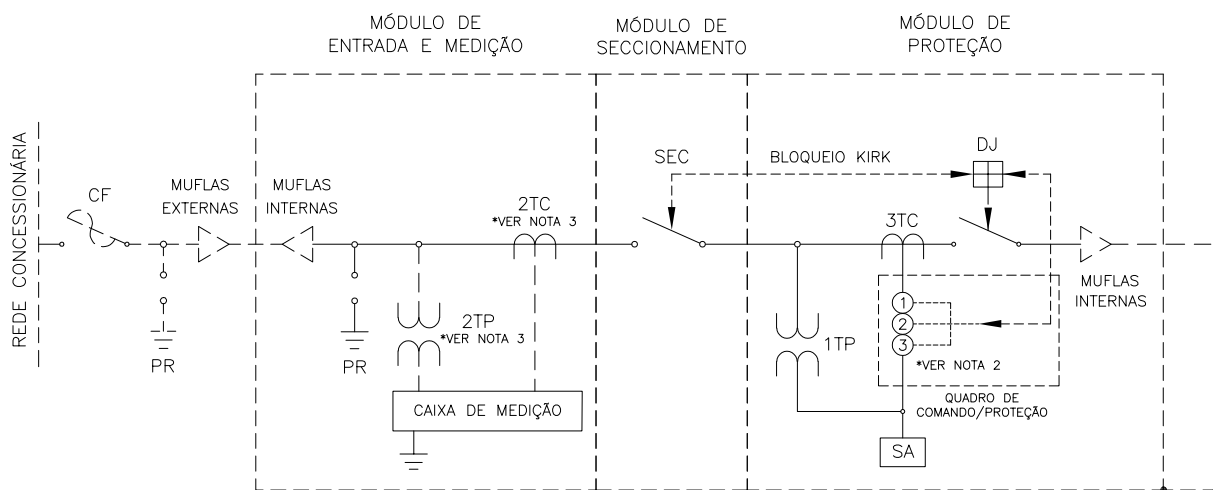 MÓDULO DE
ENTRADA E MEDIÇÃO
MÓDULO DE
SECCIONAMENTO
MÓDULO DE
PROTEÇÃO
REDE CONCESSIONÁRIA
CF
MUFLAS
EXTERNAS
MUFLAS
INTERNAS
2TC
*VER NOTA 3
SEC
BLOQUEIO KIRK
DJ
3TC
MUFLAS
INTERNAS
PR
PR
2TP
*VER NOTA 3
1TP
1
2
3
*VER NOTA 2
CAIXA DE MEDIÇÃO
QUADRO DE
COMANDO/PROTEÇÃO
SA